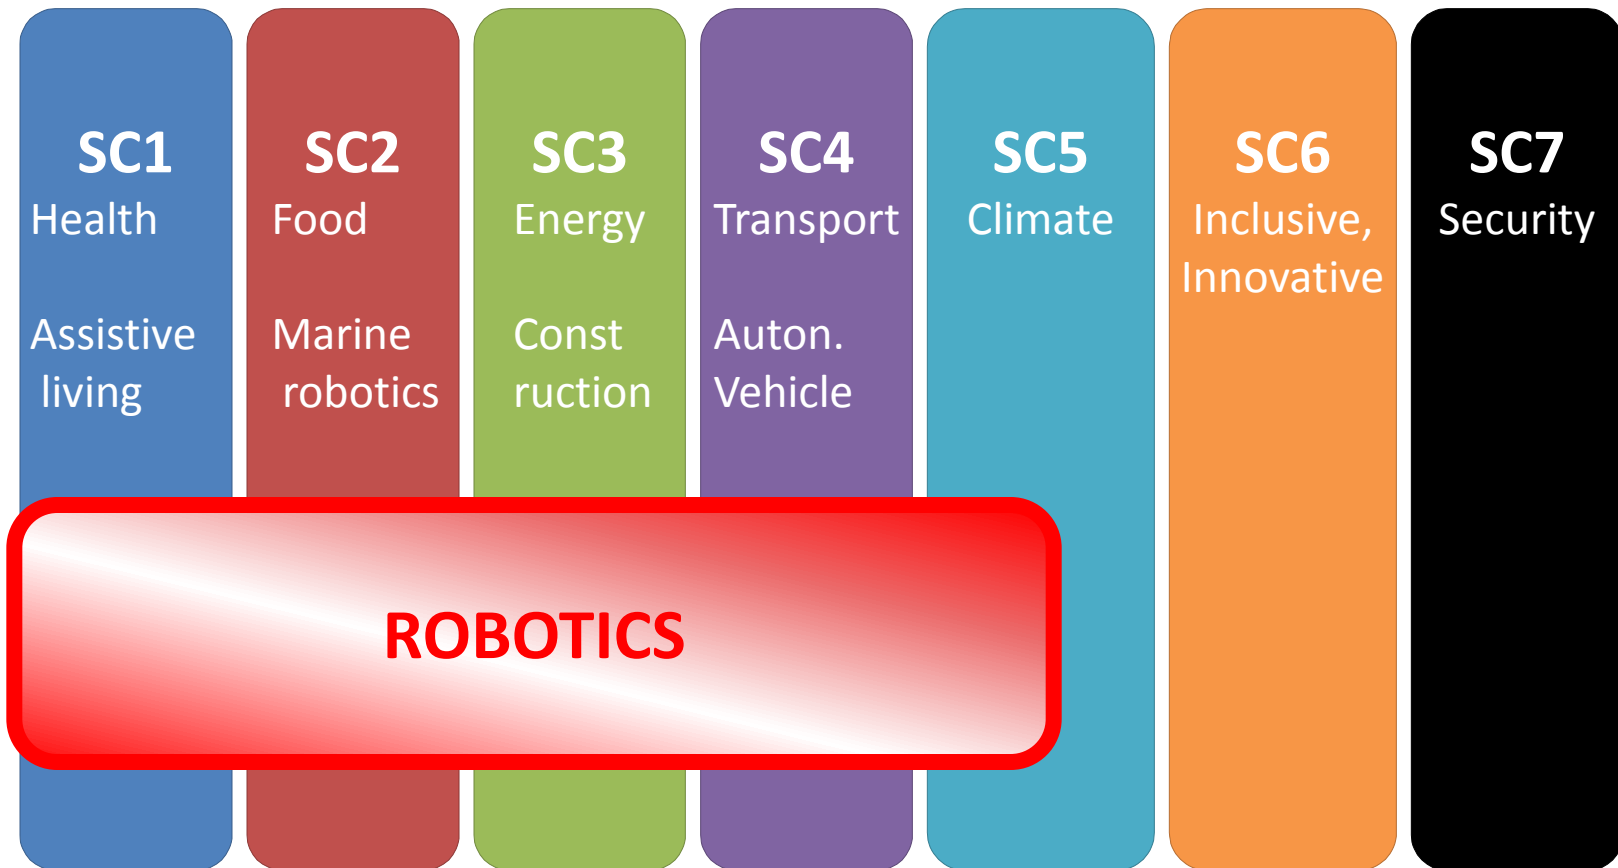 SC1
Health
Assistive
living
SC2
Food
Marine
robotics
SC3
Energy
Const
ruction
SC4
Transport
Auton.
Vehicle
SC5
Climate
SC6
Inclusive,
Innovative
SC7
Security
ROBOTICS